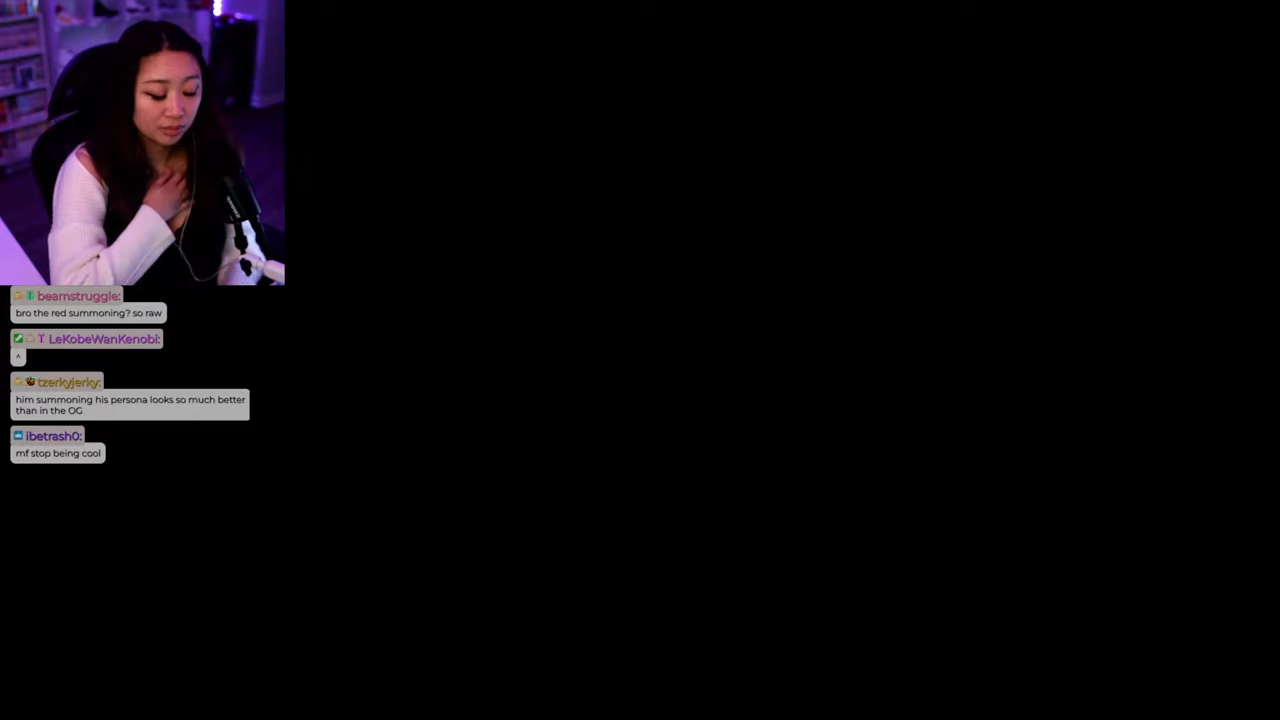 beamstruggle:
bro the red summoning? so raw
LeKobeWanKenobi:
^
tzerkyjerky:
him summoning his persona looks so much better
than in the OG
ibetrash0:
mf stop being cool